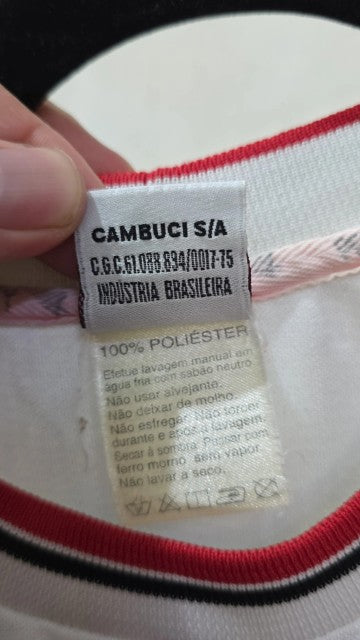 CAMBUCI S/A
C.G.C.61.088.894/0017-75
INDÚSTRIA BRASILEIRA
100% POLIÉSTER
Efetue lavagem manual em
água fria com sabão neutro.
Não usar alvejante.
Não deixar de molho.
Não esfregar. Não torcer
durante e após a lavagem.
Secar à sombra. Passar com
ferro morno sem vapor.
Não lavar a seco.